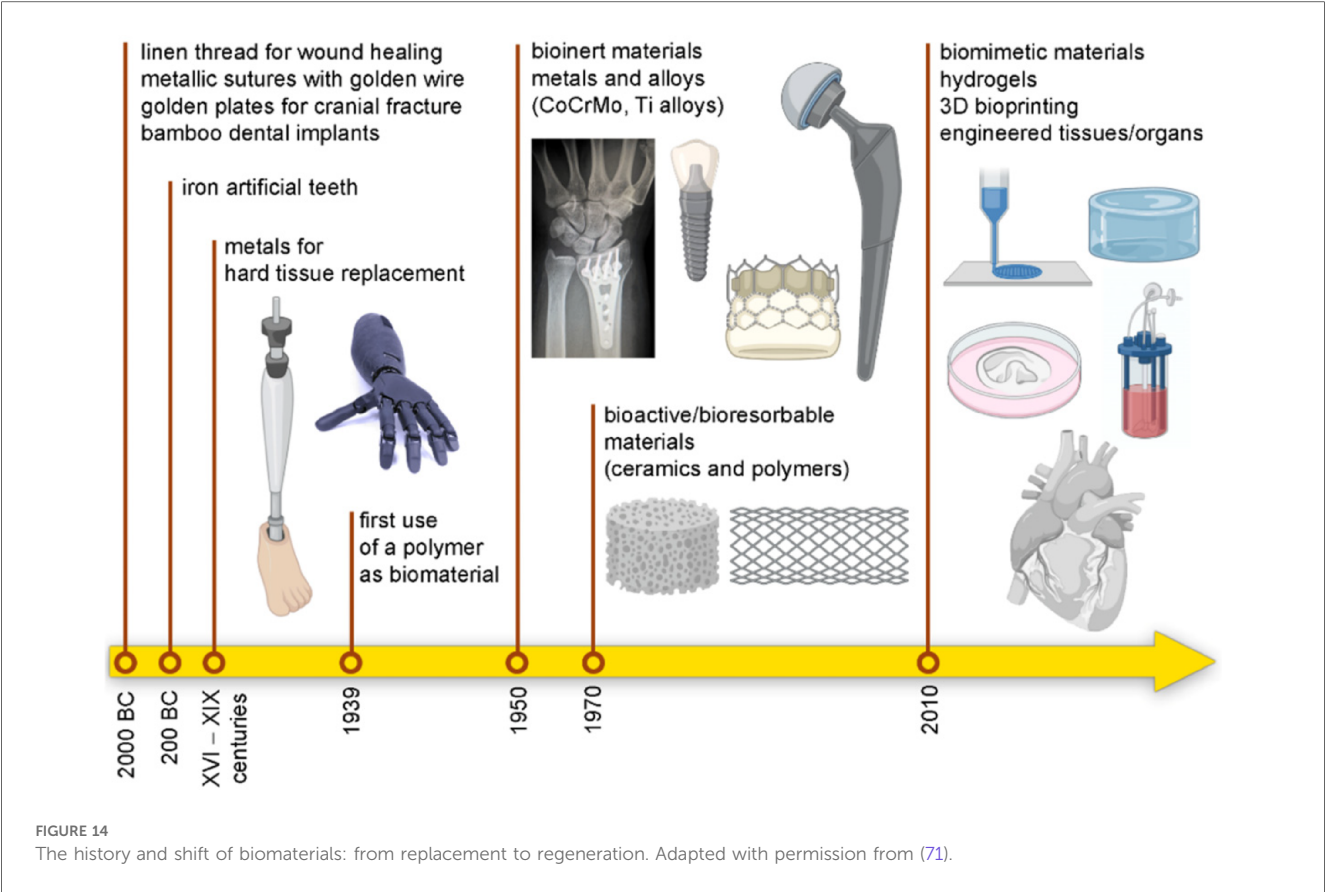 linen thread for wound healing
metallic sutures with golden wire
golden plates for cranial fracture
bamboo dental implants
iron artificial teeth
metals for
hard tissue replacement
first use
of a polymer
as biomaterial
bioinert materials
metals and alloys
(CoCrMo, Ti alloys)
bioactive/bioresorbable
materials
(ceramics and polymers)
biomimetic materials
hydrogels
3D bioprinting
engineered tissues/organs
2000 BC
200 BC
XVI – XIX
centuries
1939
1950
1970
2010
FIGURE 14
The history and shift of biomaterials: from replacement to regeneration. Adapted with permission from (71).